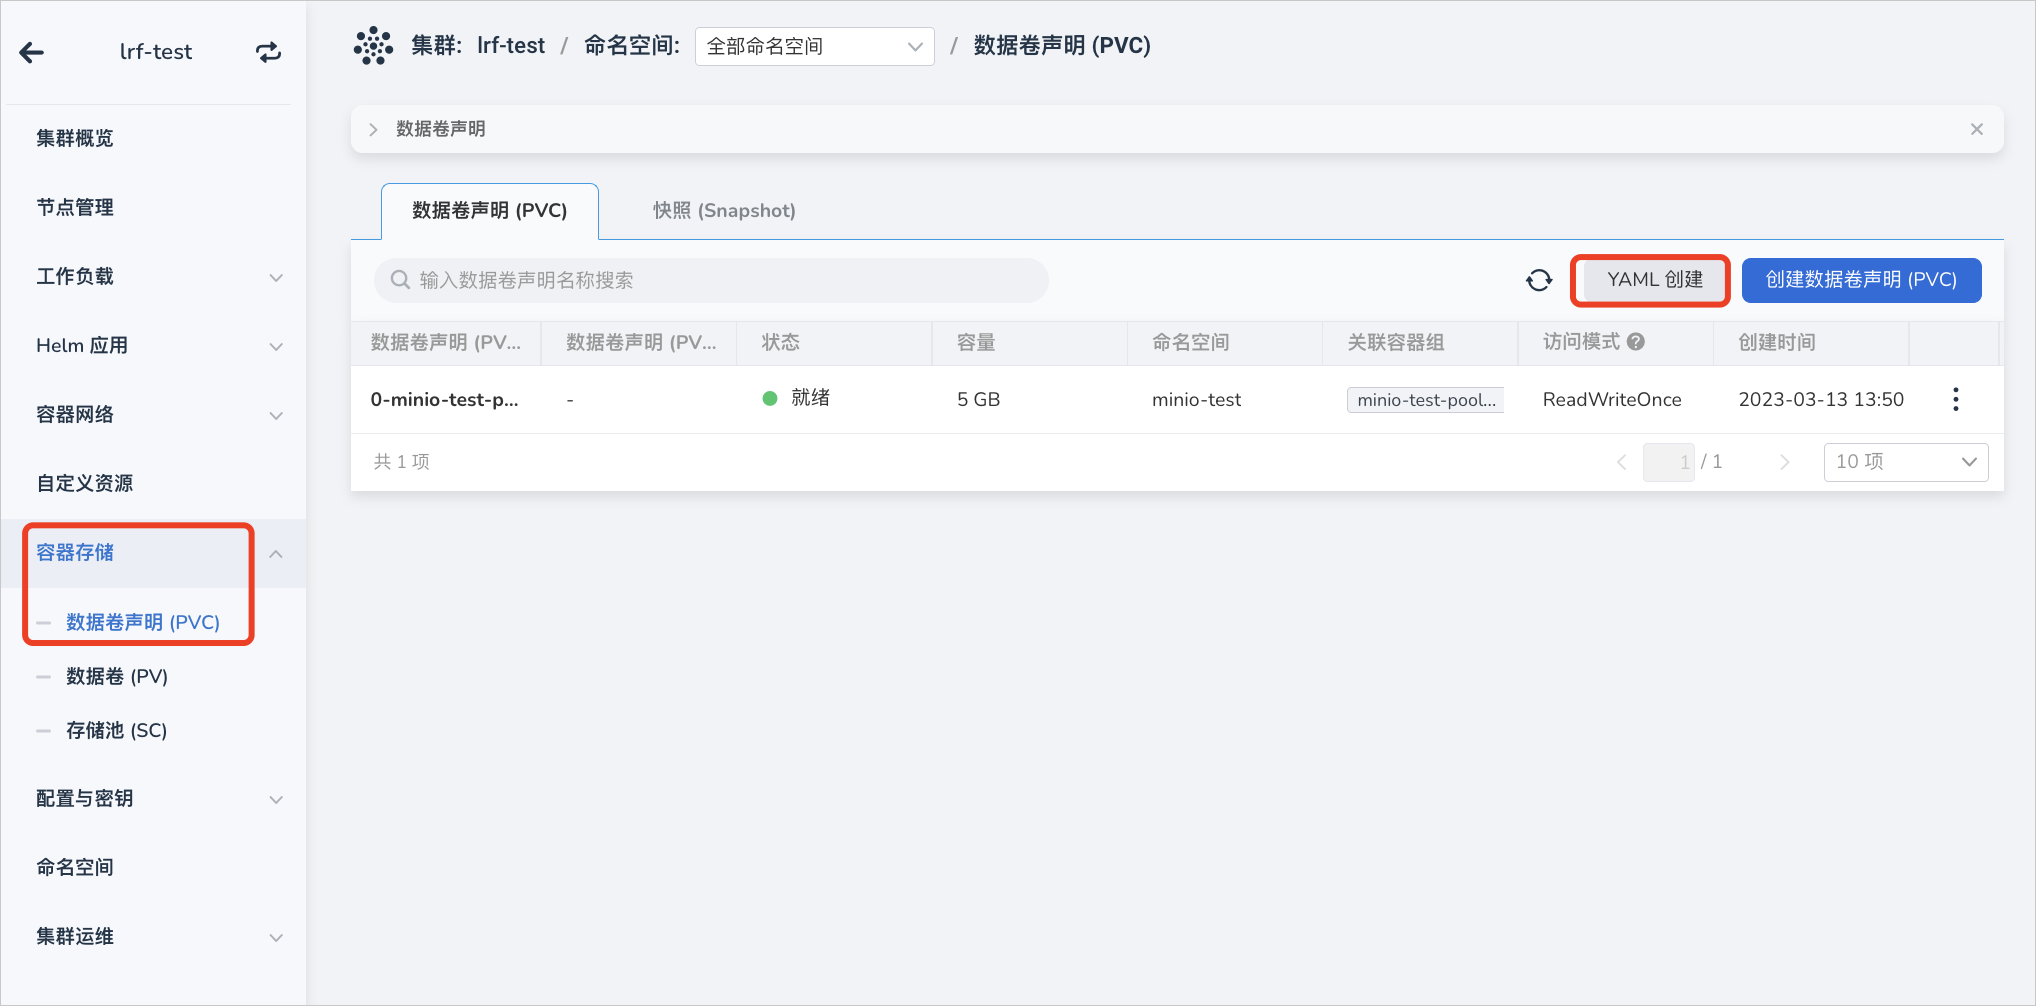 lrf-test
集群概览
节点管理
工作负载
Helm 应用
容器网络
自定义资源
容器存储
数据卷声明 (PVC)
数据卷 (PV)
存储池 (SC)
配置与密钥
命名空间
集群运维
集群: lrf-test / 命名空间: 全部命名空间 / 数据卷声明 (PVC)
数据卷声明
数据卷声明 (PVC) 快照 (Snapshot)
输入数据卷声明名称搜索 YAML 创建 创建数据卷声明 (PVC)
数据卷声明 (PV... 数据卷声明 (PV... 状态 容量 命名空间 关联容器组 访问模式 ? 创建时间
0-minio-test-p... - 就绪 5 GB minio-test minio-test-pool... ReadWriteOnce 2023-03-13 13:50
共 1 项 1 / 1 10 项